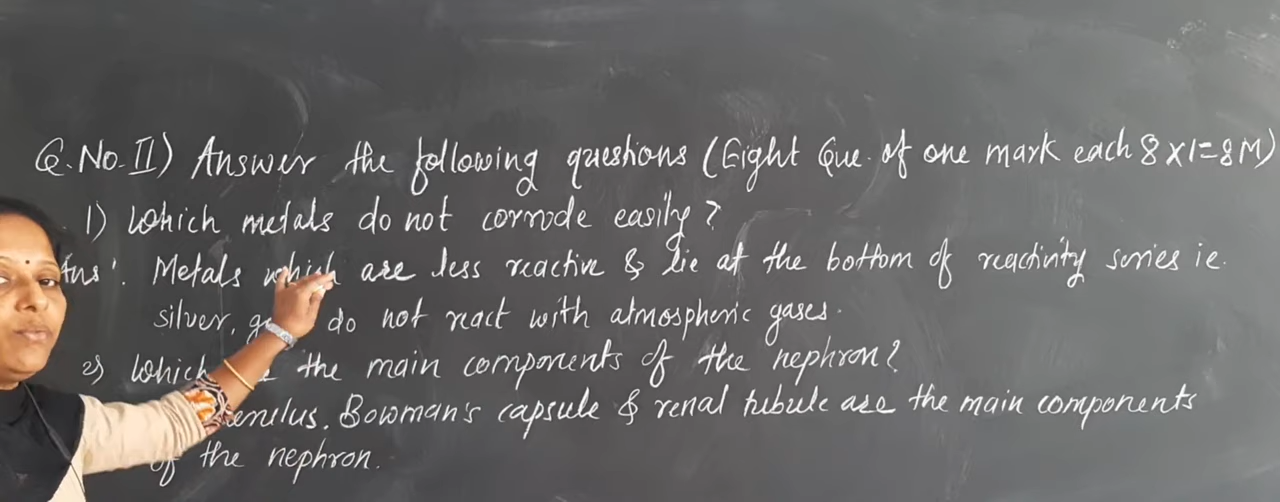 Q. No. II) Answer the following questions (Eight Que. of one mark each 8 X 1 = 8 M)
1) Which metals do not corrode easily?
Ans: Metals which are less reactive & lie at the bottom of reactivity series ie.
silver, do not react with atmospheric gases.
2) Which the main components of the nephron?
Bowman's capsule & renal tubule are the main components
of the nephron.